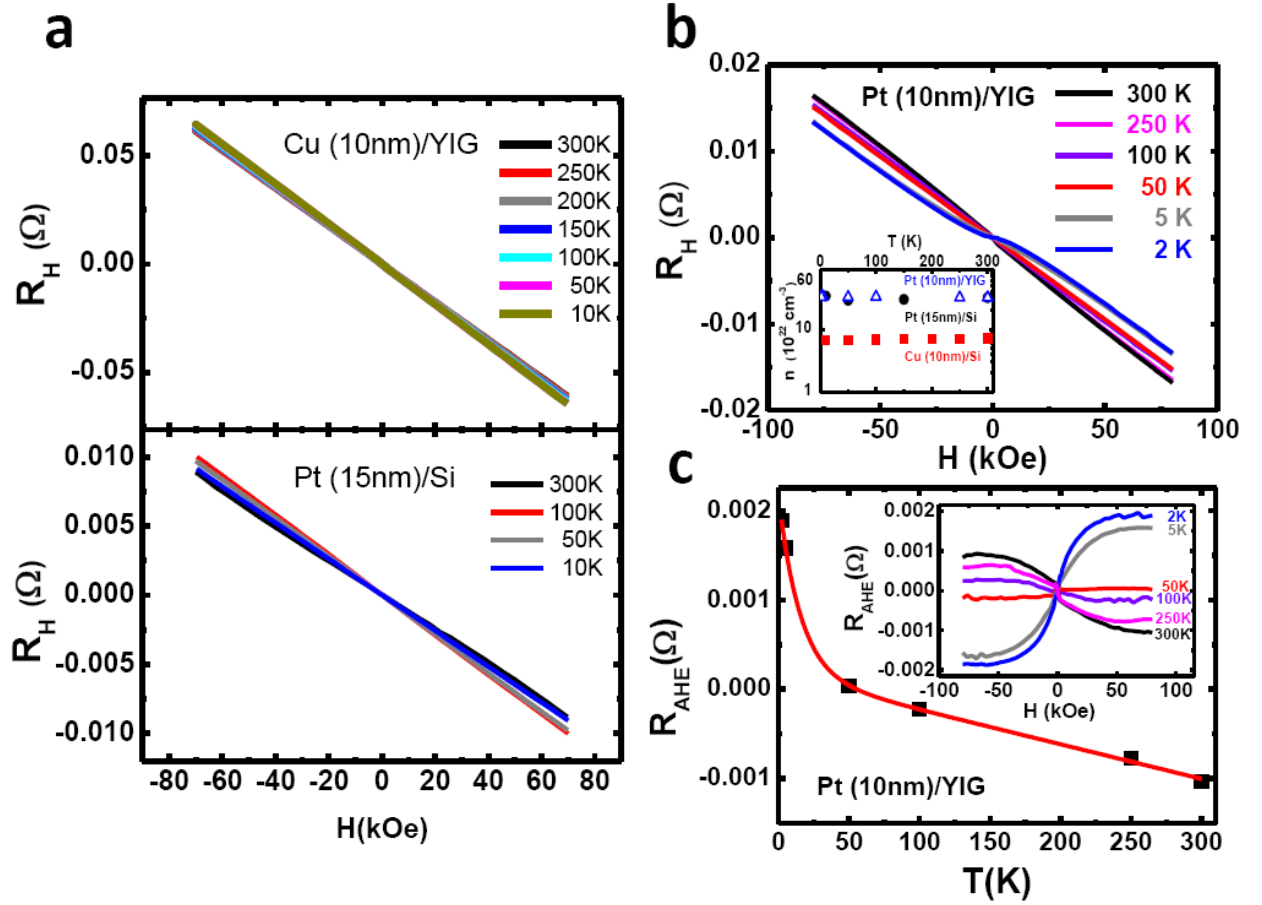 a
Cu (10nm)/YIG
300K
250K
200K
150K
100K
50K
10K
0.05
0.00
-0.05
R_H (Ω)
Pt (15nm)/Si
300K
100K
50K
10K
0.010
0.005
0.000
-0.005
-0.010
R_H (Ω)
-80 -60 -40 -20 0 20 40 60 80
H(kOe)
b
Pt (10nm)/YIG
300 K
250 K
100 K
50 K
5 K
2 K
0.02
0.01
0.00
-0.01
-0.02
R_H (Ω)
T (K)
0 100 200 300
60
10
1
n (10^22 cm^-3)
Pt (10nm)/YIG
Pt (15nm)/Si
Cu (10nm)/Si
-100 -50 0 50 100
H (kOe)
c
0.002
0.001
0.000
-0.001
R_AHE(Ω)
0.002
0.001
0.000
-0.001
-0.002
R_AHE(Ω)
2K
5K
50K
100K
250K
300K
-100 -50 0 50 100
H (kOe)
Pt (10nm)/YIG
0 50 100 150 200 250 300
T(K)